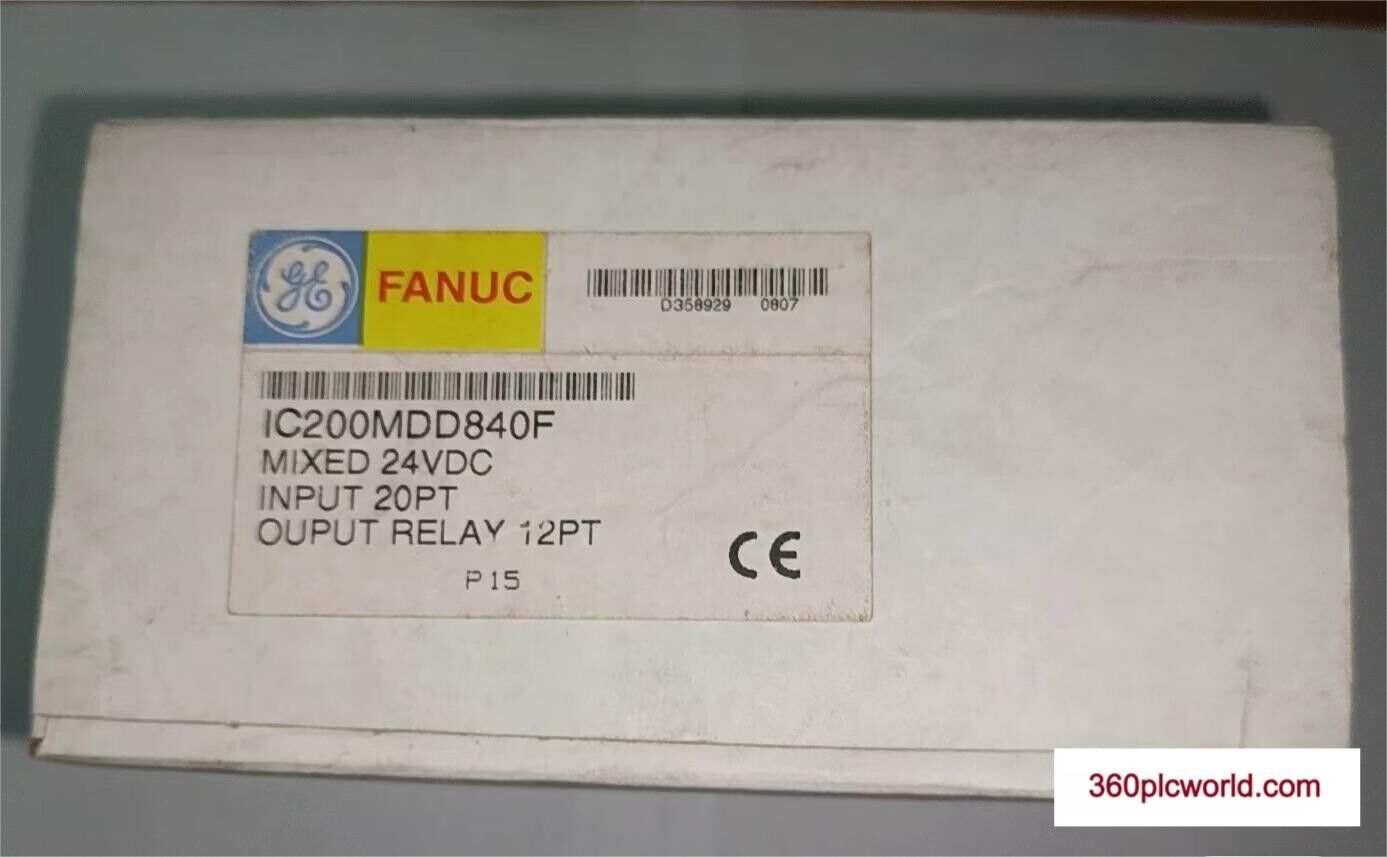 GE FANUC
D358929 0807
IC200MDD840F
MIXED 24VDC
INPUT 20PT
OUPUT RELAY 12PT
P15
CE
360plcworld.com